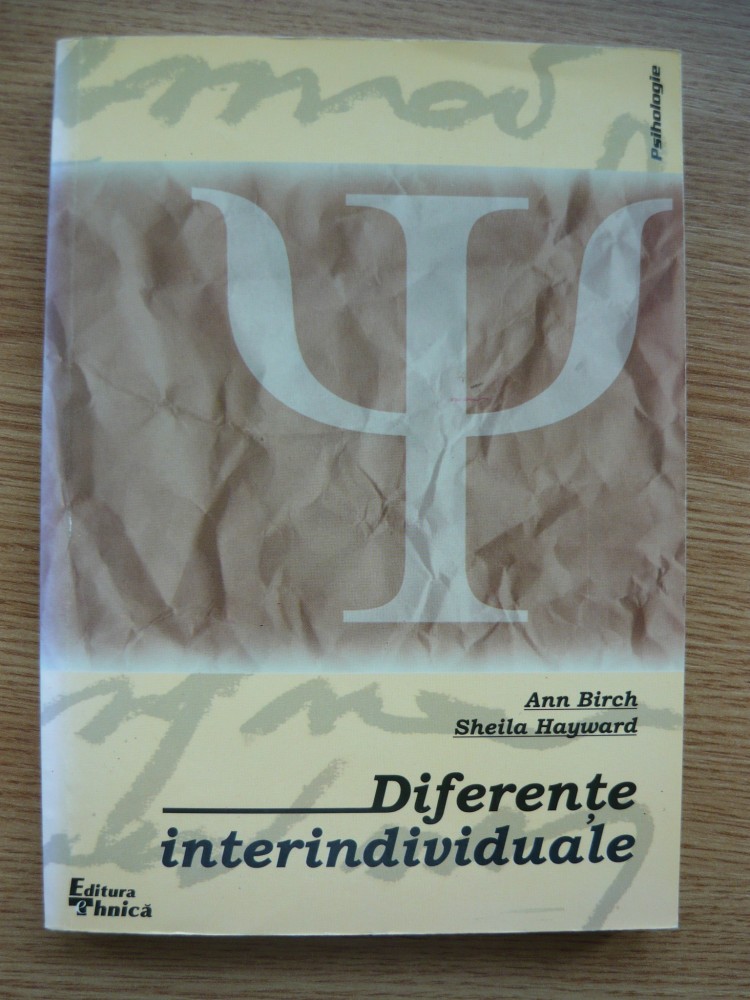 Psihologie
Ann Birch
Sheila Hayward
Diferențe
interindividuale
Editura
Tehnică